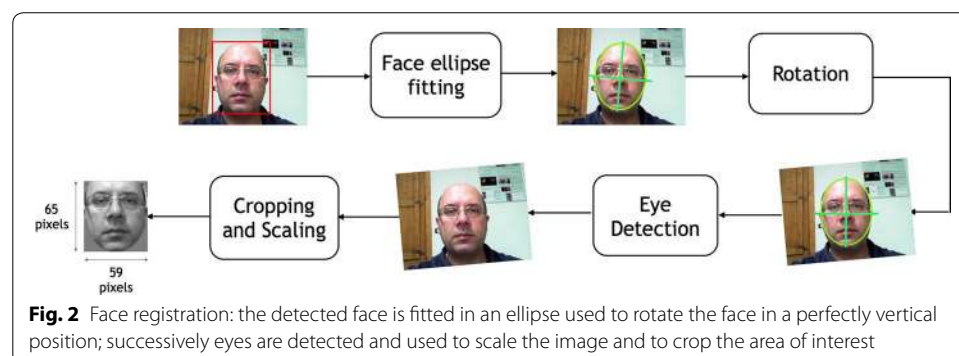 Face ellipse
fitting
Rotation
Eye
Detection
Cropping
and Scaling
65
pixels
59
pixels
Fig. 2 Face registration: the detected face is fitted in an ellipse used to rotate the face in a perfectly vertical
position; successively eyes are detected and used to scale the image and to crop the area of interest